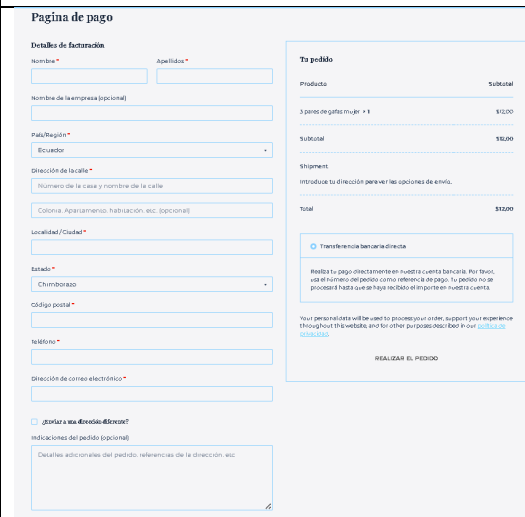 Pagina de pago
Detalles de facturación
Nombre *
Apellidos *
Nombre de la empresa (opcional)
País/Región *
Ecuador
Dirección de la calle *
Número de la casa y nombre de la calle
Colonia, Apartamento, habitación, etc. (opcional)
Localidad / Ciudad *
Estado *
Chimborazo
Código postal *
Teléfono *
Dirección de correo electrónico *
¿Enviar a una dirección diferente?
Indicaciones del pedido (opcional)
Detalles adicionales del pedido, referencias de la dirección, etc
Tu pedido
Producto Subtotal
3 pares de gafas mujer × 1 $12,00
Subtotal $12,00
Shipment
Introduce tu dirección para ver las opciones de envío.
Total $12,00
Transferencia bancaria directa
Realiza tu pago directamente en nuestra cuenta bancaria. Por favor,
usa el número del pedido como referencia de pago. Tu pedido no se
procesará hasta que se haya recibido el importe en nuestra cuenta.
Your personal data will be used to process your order, support your experience
throughout this website, and for other purposes described in our política de
privacidad.
REALIZAR EL PEDIDO